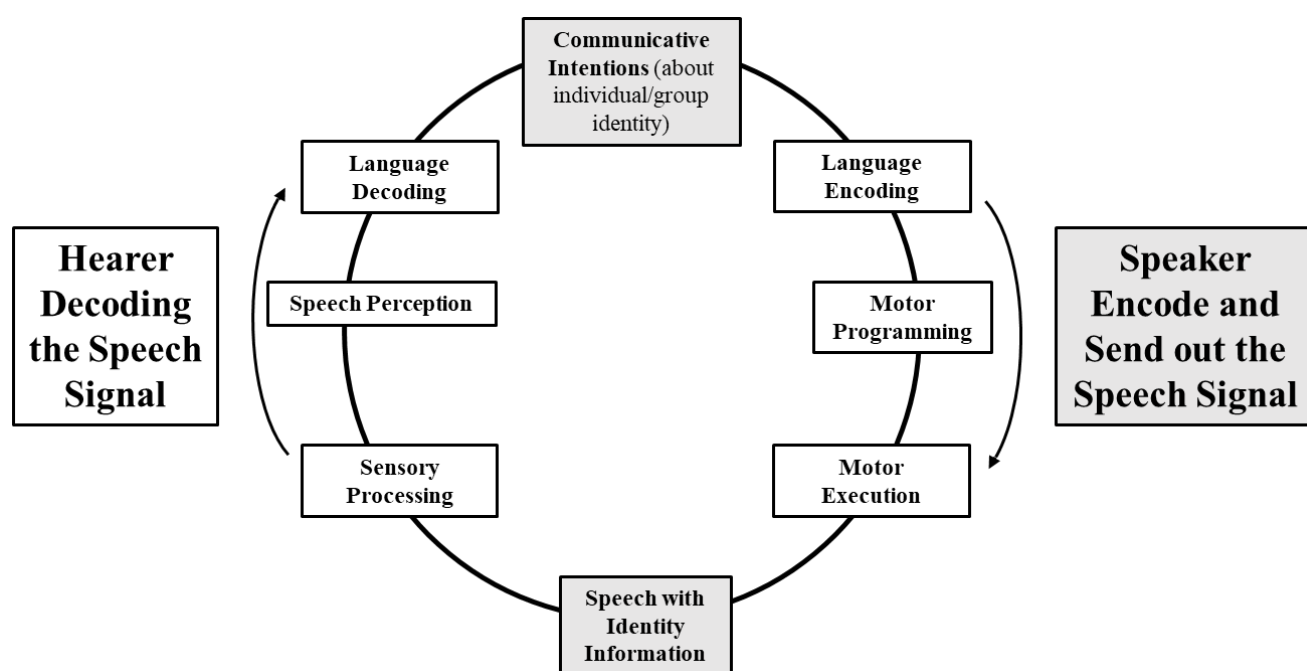 Communicative
Intentions (about
individual/group
identity)
Language
Decoding
Language
Encoding
Hearer
Decoding
the Speech
Signal
Speech Perception
Motor
Programming
Speaker
Encode and
Send out the
Speech Signal
Sensory
Processing
Motor
Execution
Speech with
Identity
Information